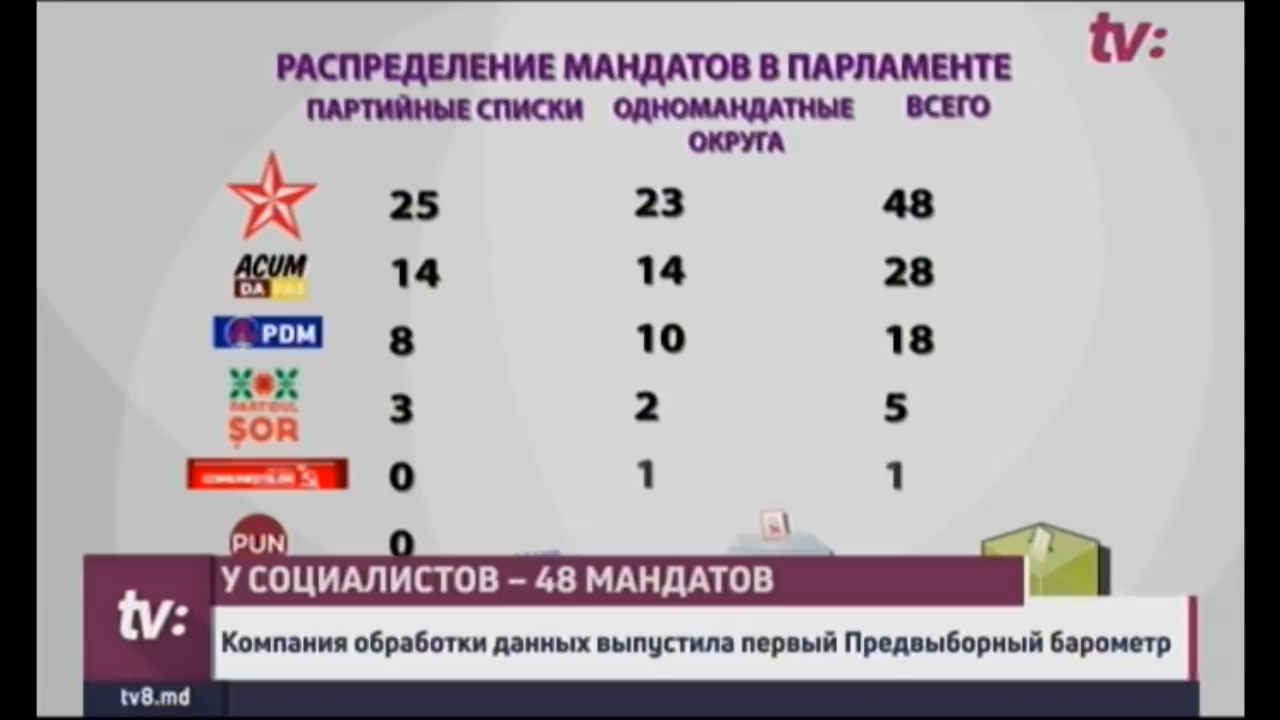 tv:
РАСПРЕДЕЛЕНИЕ МАНДАТОВ В ПАРЛАМЕНТЕ
ПАРТИЙНЫЕ СПИСКИ ОДНОМАНДАТНЫЕ ОКРУГА ВСЕГО
25 23 48
ACUM
DA PAS
14 14 28
PDM 8 10 18
PARTIDUL
ȘOR
3 2 5
0 1 1
PUN 0
У СОЦИАЛИСТОВ – 48 МАНДАТОВ
tv:
Компания обработки данных выпустила первый Предвыборный барометр
tv8.md